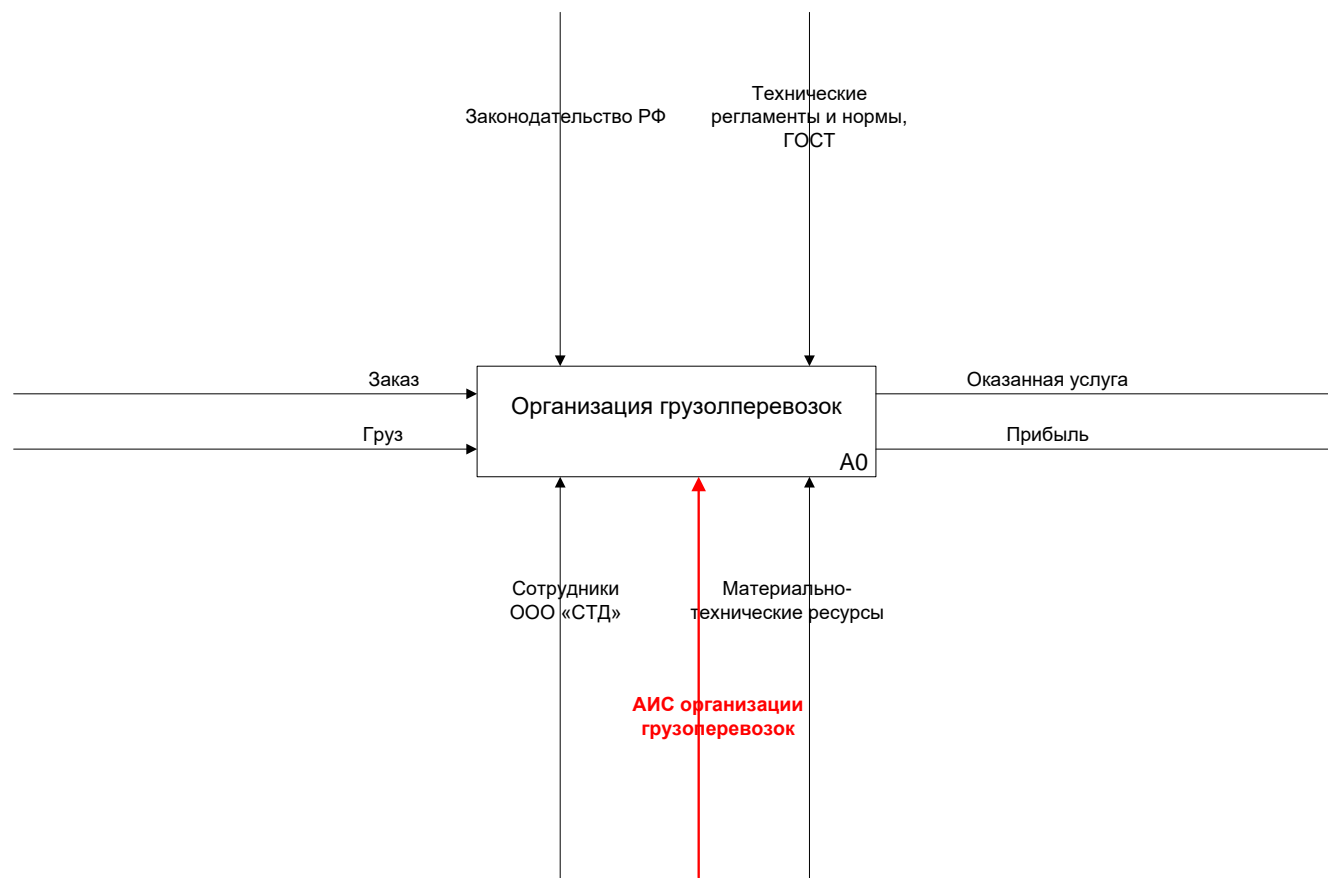 Законодательство РФ
Технические
регламенты и нормы,
ГОСТ
Заказ
Груз
Организация грузолперевозок
A0
Оказанная услуга
Прибыль
Сотрудники
ООО «СТД»
Материально-
технические ресурсы
АИС организации
грузоперевозок